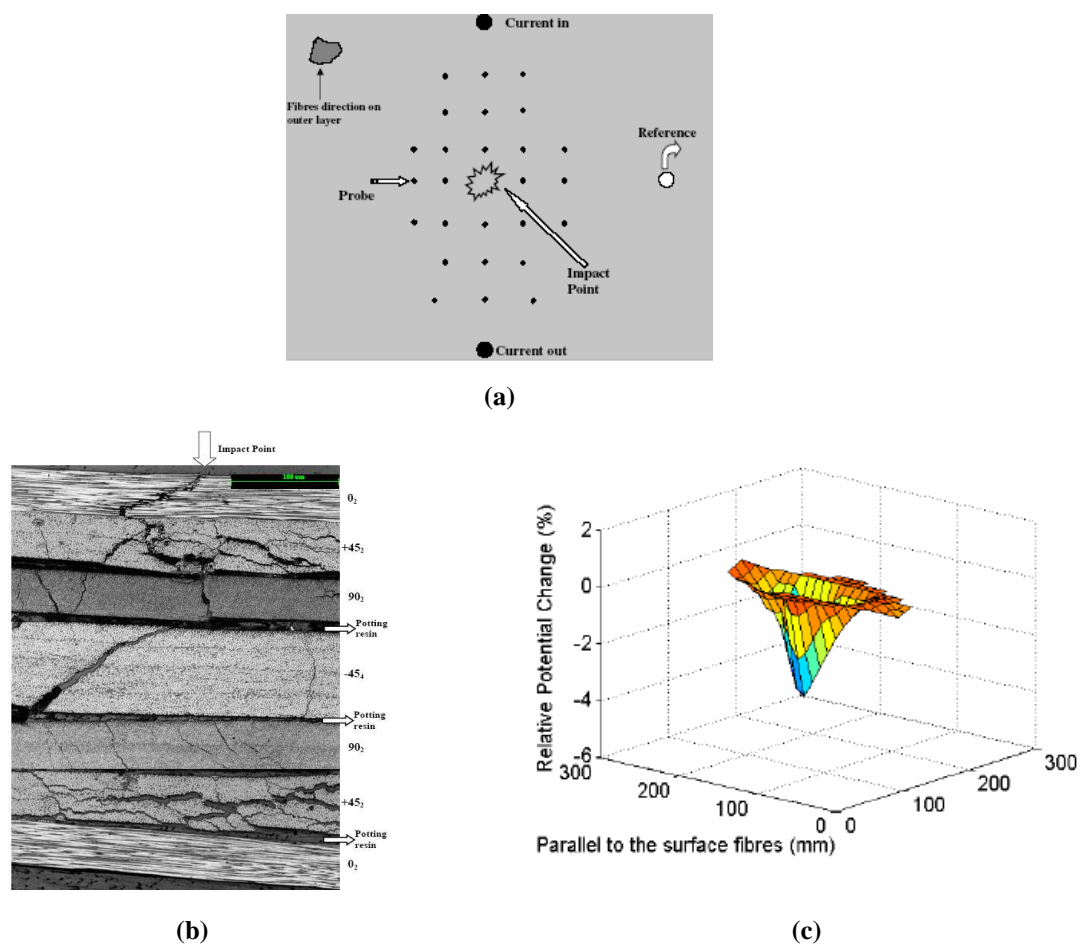 (a)
Current in
Fibres direction on
outer layer
Reference
Probe
Impact
Point
Current out
Impact Point
100 um
0₂
+45₂
90₂
Potting
resin
-45₄
Potting
resin
90₂
+45₂
Potting
resin
0₂
(b)
Relative Potential Change (%)
2
0
-2
-4
-6
300
200
100
0
0
100
200
300
Parallel to the surface fibres (mm)
(c)